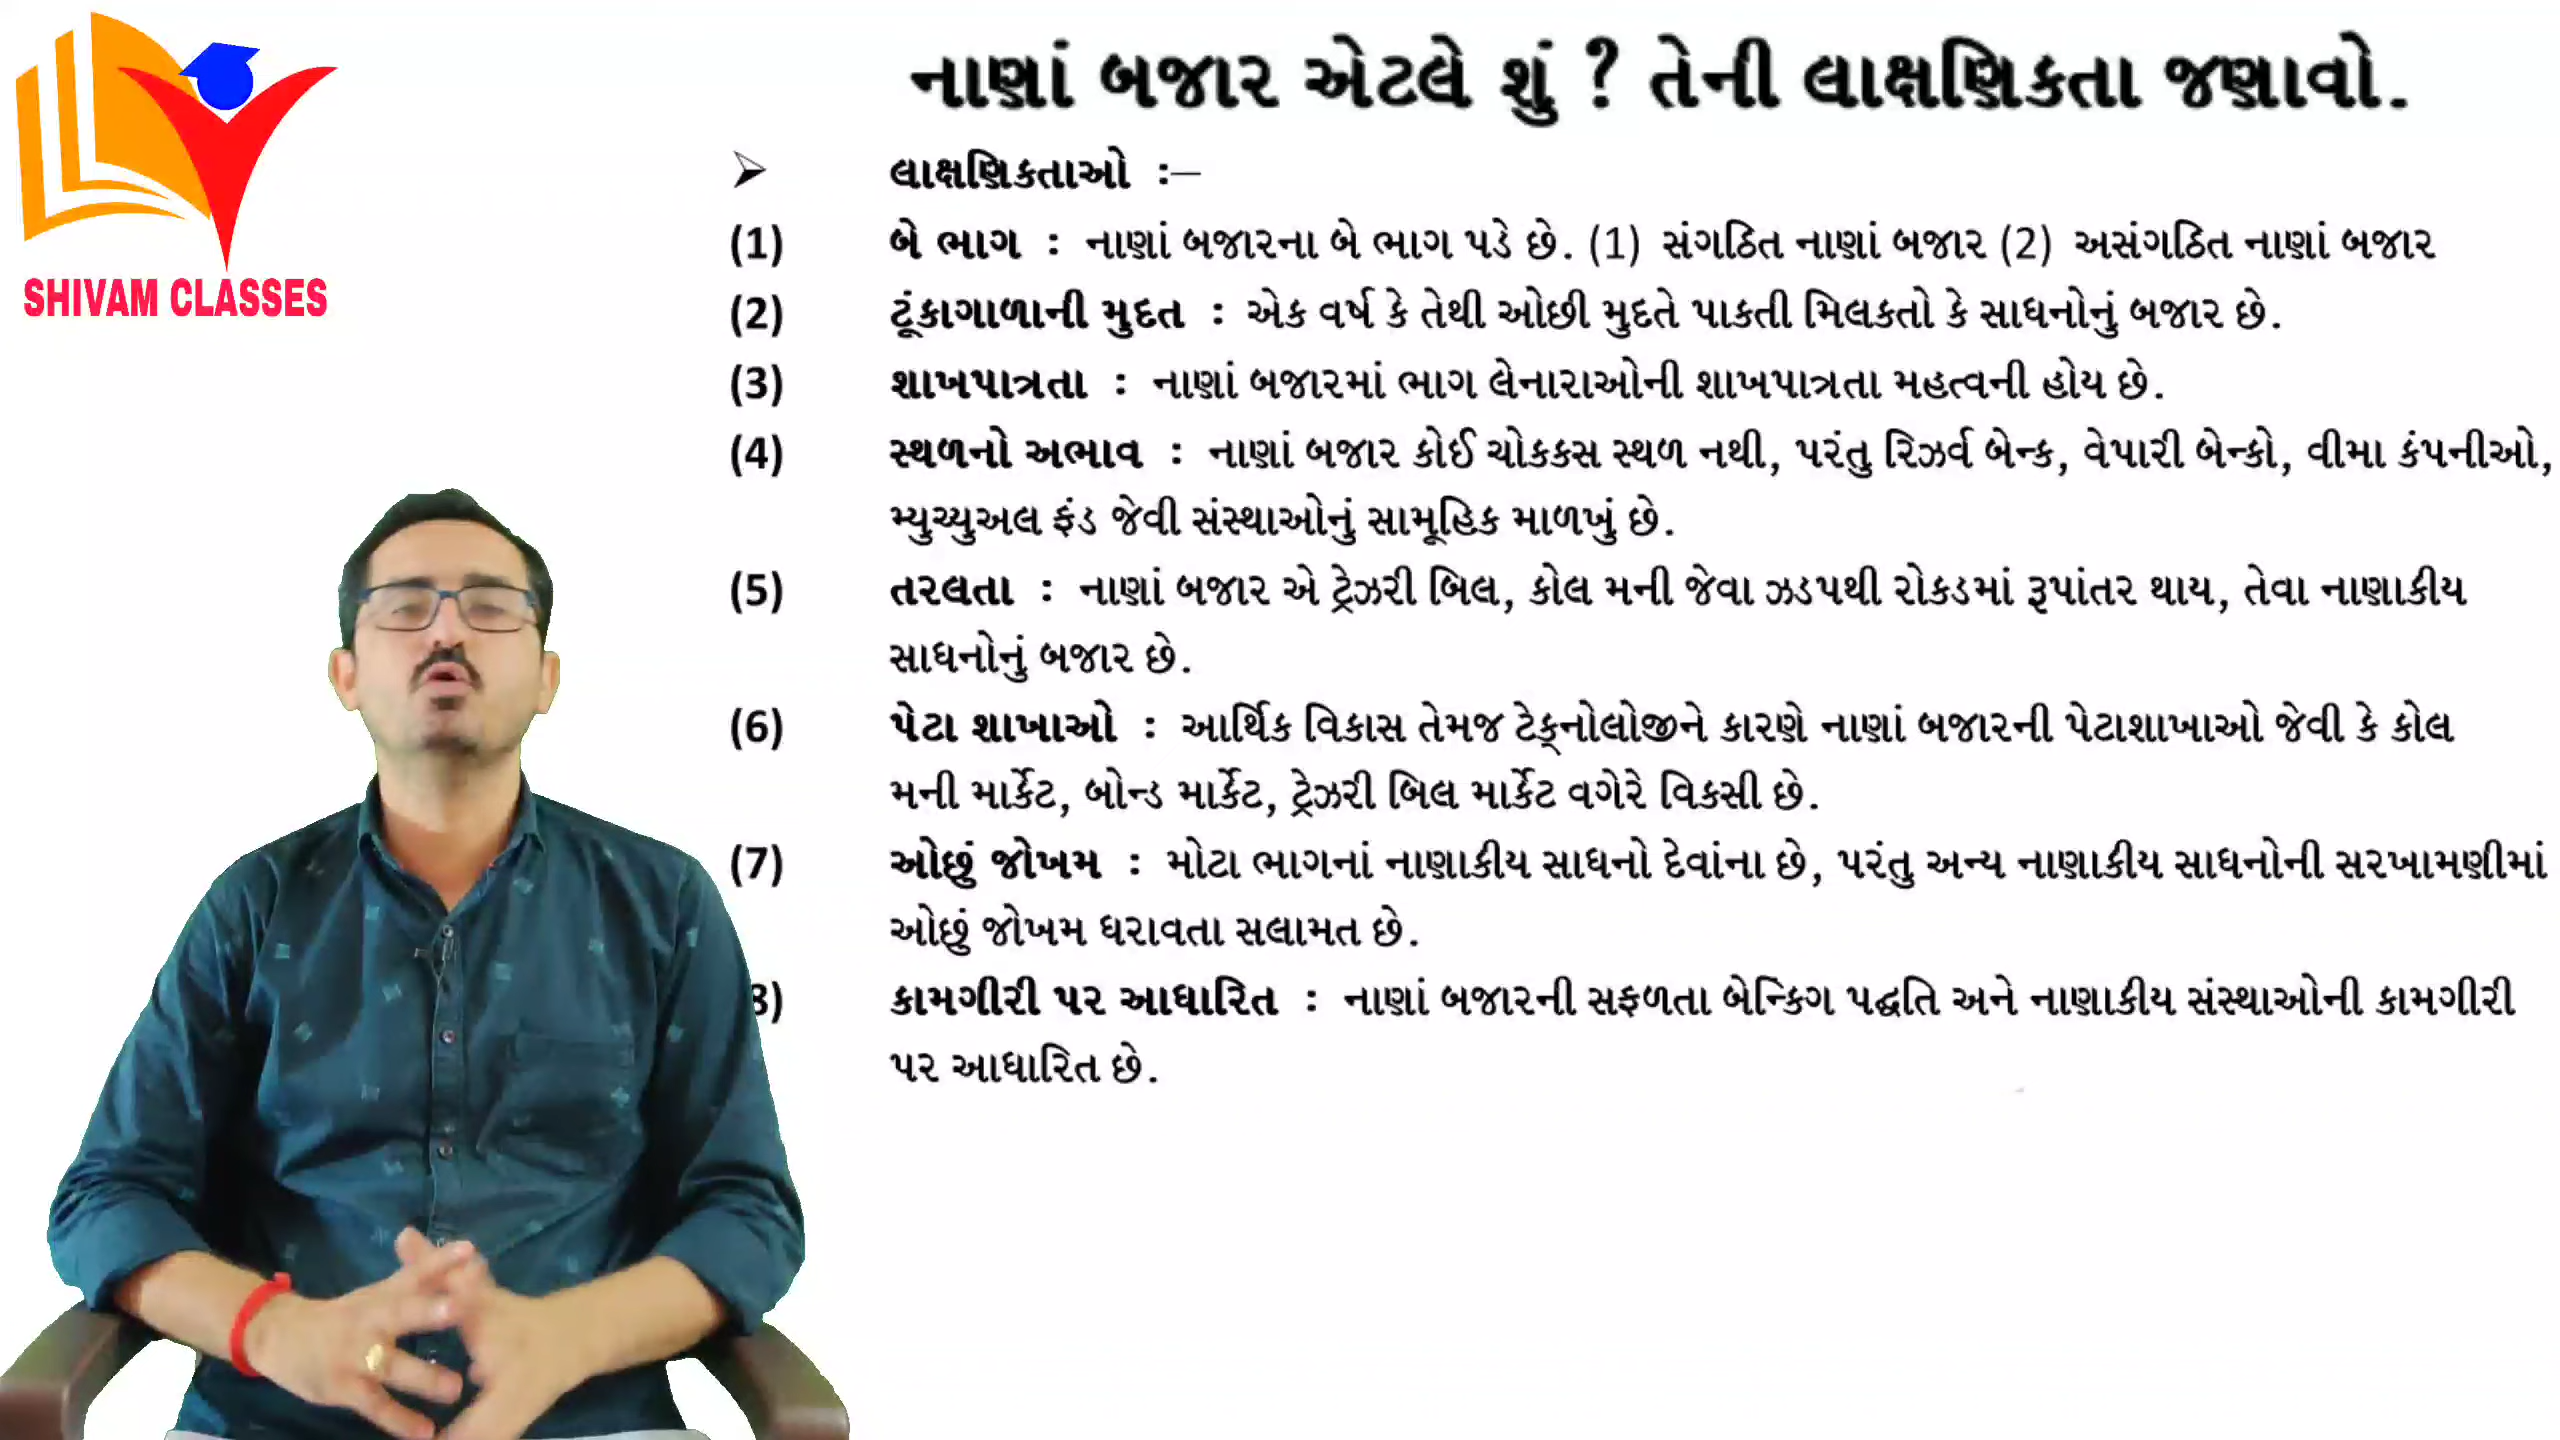 SHIVAM CLASSES
નાણાં બજાર એટલે શું ? તેની લાક્ષણિકતા જણાવો.
➢ લાક્ષણિકતાઓ :–
(1) બે ભાગ : નાણાં બજારના બે ભાગ પડે છે. (1) સંગઠિત નાણાં બજાર (2) અસંગઠિત નાણાં બજાર
(2) ટૂંકાગાળાની મુદત : એક વર્ષ કે તેથી ઓછી મુદતે પાકતી મિલકતો કે સાધનોનું બજાર છે.
(3) શાખપાત્રતા : નાણાં બજારમાં ભાગ લેનારાઓની શાખપાત્રતા મહત્વની હોય છે.
(4) સ્થળનો અભાવ : નાણાં બજાર કોઈ ચોકકસ સ્થળ નથી, પરંતુ રિઝર્વ બેન્ક, વેપારી બેન્કો, વીમા કંપનીઓ,
મ્યુચ્યુઅલ ફંડ જેવી સંસ્થાઓનું સામૂહિક માળખું છે.
(5) તરલતા : નાણાં બજાર એ ટ્રેઝરી બિલ, કોલ મની જેવા ઝડપથી રોકડમાં રૂપાંતર થાય, તેવા નાણાકીય
સાધનોનું બજાર છે.
(6) પેટા શાખાઓ : આર્થિક વિકાસ તેમજ ટેક્નોલોજીને કારણે નાણાં બજારની પેટાશાખાઓ જેવી કે કોલ
મની માર્કેટ, બોન્ડ માર્કેટ, ટ્રેઝરી બિલ માર્કેટ વગેરે વિકસી છે.
(7) ઓછું જોખમ : મોટા ભાગનાં નાણાકીય સાધનો દેવાંના છે, પરંતુ અન્ય નાણાકીય સાધનોની સરખામણીમાં
ઓછું જોખમ ધરાવતા સલામત છે.
8) કામગીરી પર આધારિત : નાણાં બજારની સફળતા બેન્કિગ પદ્ધતિ અને નાણાકીય સંસ્થાઓની કામગીરી
પર આધારિત છે.